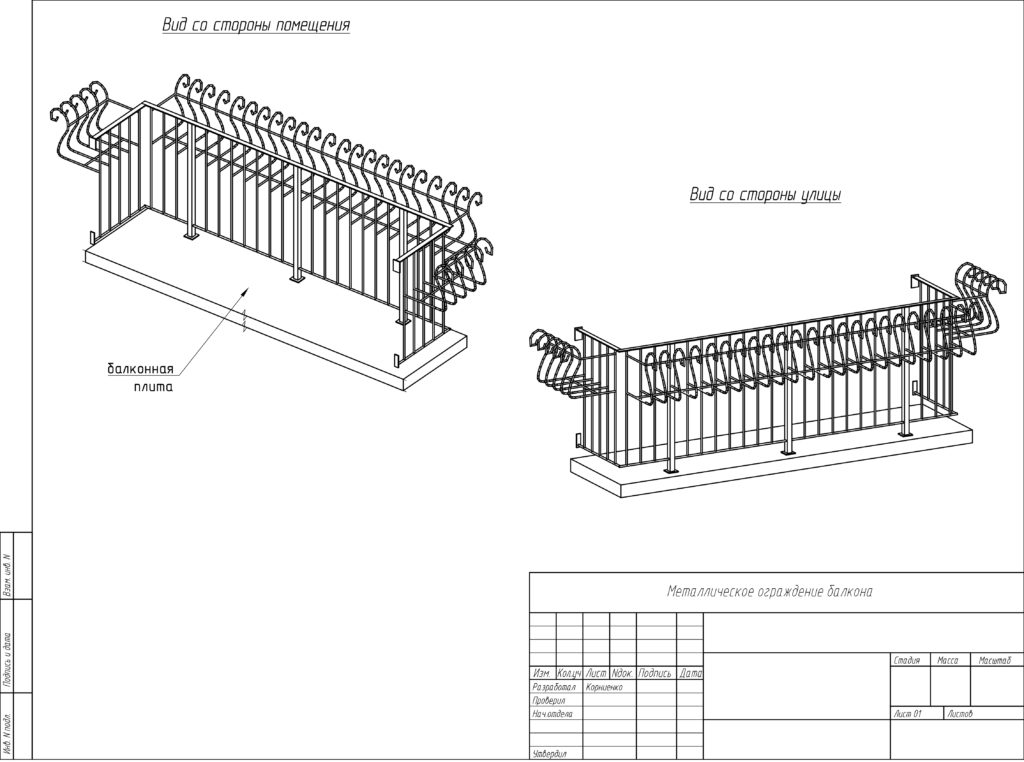 Вид со стороны помещения
Вид со стороны улицы
балконная
плита
Взам. инв. N
Подпись и дата
Инв. N подл.
Металлическое ограждение балкона
Изм. Кол.уч Лист Nдок. Подпись Дата
Разработал Корниенко
Проверил
Нач.отдела
Утвердил
Стадия Масса Масштаб
Лист 01 Листов